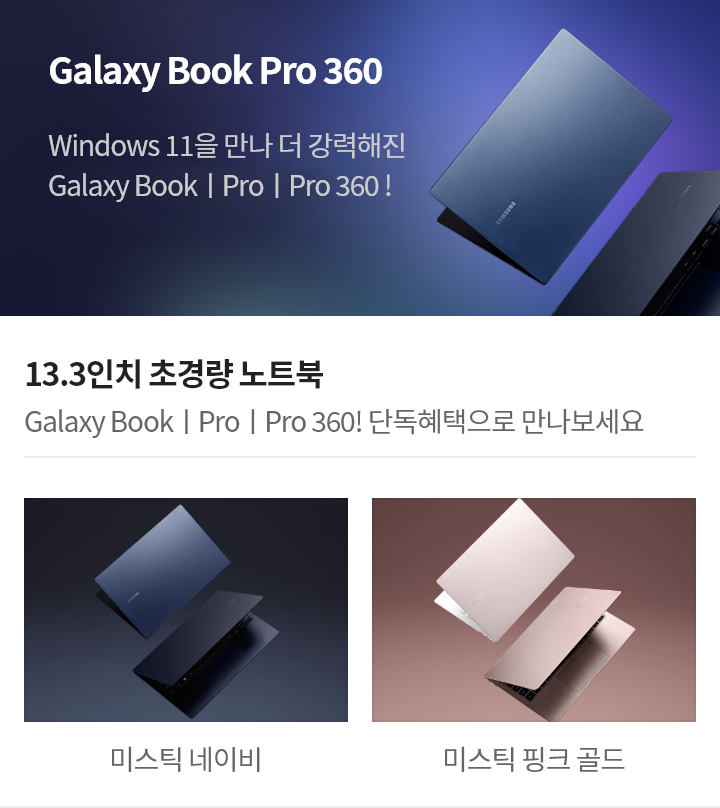 Galaxy Book Pro 360
Windows 11을 만나 더 강력해진
Galaxy Book ㅣ Pro ㅣ Pro 360 !
SAMSUNG
13.3인치 초경량 노트북
Galaxy Book ㅣ Pro ㅣ Pro 360! 단독혜택으로 만나보세요
미스틱 네이비
미스틱 핑크 골드